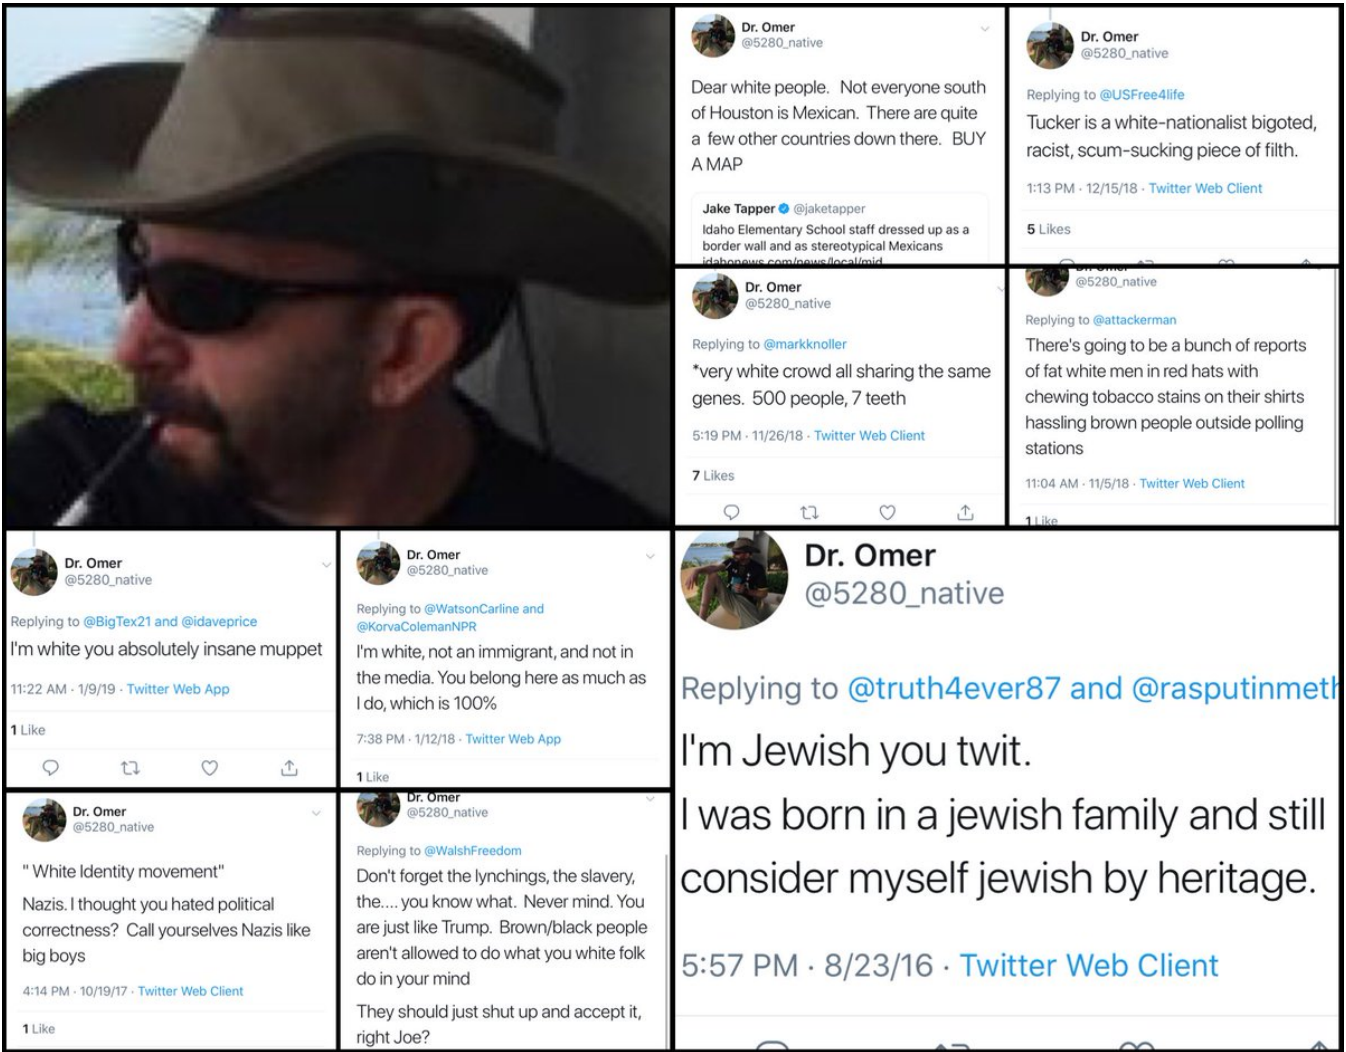 Dr. Omer
@5280_native
Dear white people. Not everyone south
of Houston is Mexican. There are quite
a few other countries down there. BUY
A MAP
Jake Tapper @jaketapper
Idaho Elementary School staff dressed up as a
border wall and as stereotypical Mexicans
idahonews.com/news/local/mid
Dr. Omer
@5280_native
Replying to @USFree4life
Tucker is a white-nationalist bigoted,
racist, scum-sucking piece of filth.
1:13 PM · 12/15/18 · Twitter Web Client
5 Likes
Dr. Omer
@5280_native
Replying to @markknoller
*very white crowd all sharing the same
genes. 500 people, 7 teeth
5:19 PM · 11/26/18 · Twitter Web Client
7 Likes
Dr. Omer
@5280_native
Replying to @attackerman
There's going to be a bunch of reports
of fat white men in red hats with
chewing tobacco stains on their shirts
hassling brown people outside polling
stations
11:04 AM · 11/5/18 · Twitter Web Client
1 Like
Dr. Omer
@5280_native
Replying to @BigTex21 and @idaveprice
I'm white you absolutely insane muppet
11:22 AM · 1/9/19 · Twitter Web App
1 Like
Dr. Omer
@5280_native
Replying to @WatsonCarline and
@KorvaColemanNPR
I'm white, not an immigrant, and not in
the media. You belong here as much as
I do, which is 100%
7:38 PM · 1/12/18 · Twitter Web App
1 Like
Dr. Omer
@5280_native
Replying to @truth4ever87 and @rasputinmeth
I'm Jewish you twit.
I was born in a jewish family and still
consider myself jewish by heritage.
5:57 PM · 8/23/16 · Twitter Web Client
Dr. Omer
@5280_native
" White Identity movement"
Nazis. I thought you hated political
correctness? Call yourselves Nazis like
big boys
4:14 PM · 10/19/17 · Twitter Web Client
1 Like
Dr. Omer
@5280_native
Replying to @WalshFreedom
Don't forget the lynchings, the slavery,
the.... you know what. Never mind. You
are just like Trump. Brown/black people
aren't allowed to do what you white folk
do in your mind
They should just shut up and accept it,
right Joe?